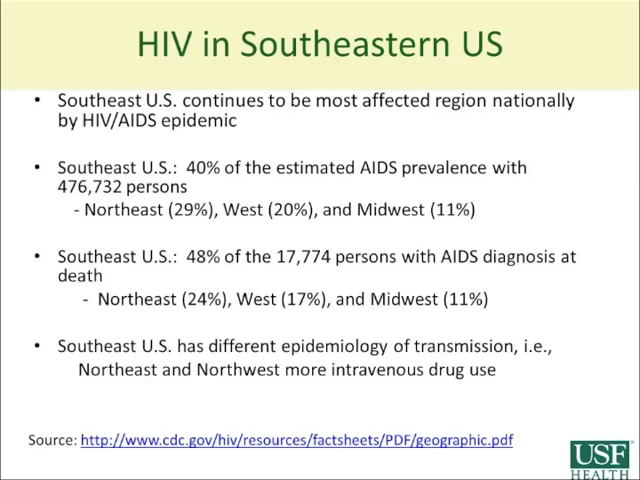 HIV in Southeastern US
• Southeast U.S. continues to be most affected region nationally
by HIV/AIDS epidemic
• Southeast U.S.: 40% of the estimated AIDS prevalence with
476,732 persons
- Northeast (29%), West (20%), and Midwest (11%)
• Southeast U.S.: 48% of the 17,774 persons with AIDS diagnosis at
death
- Northeast (24%), West (17%), and Midwest (11%)
• Southeast U.S. has different epidemiology of transmission, i.e.,
Northeast and Northwest more intravenous drug use
Source: http://www.cdc.gov/hiv/resources/factsheets/PDF/geographic.pdf
USF
HEALTH